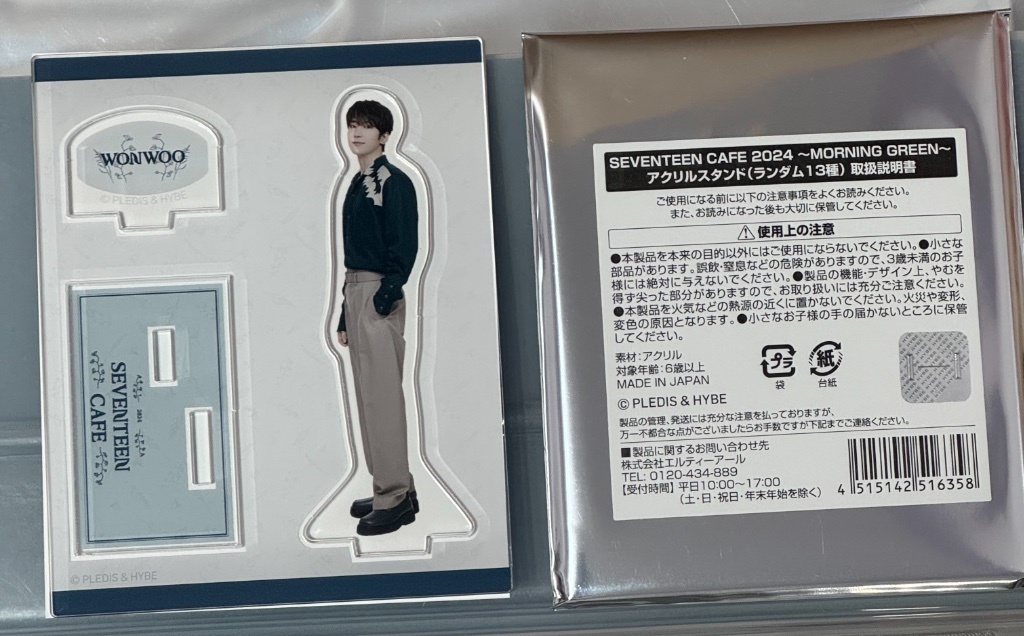 WONWOO
© PLEDIS & HYBE
2024
SEVENTEEN
CAFE
© PLEDIS & HYBE
SEVENTEEN CAFE 2024 ～MORNING GREEN～
アクリルスタンド(ランダム13種) 取扱説明書
ご使用になる前に以下の注意事項をよくお読みください。
また、お読みになった後も大切に保管してください。
⚠使用上の注意
●本製品を本来の目的以外にはご使用にならないでください。●小さな
部品があります。誤飲・窒息などの危険がありますので、3歳未満のお子
様には絶対に与えないでください。●製品の機能・デザイン上、やむを
得ず尖った部分がありますので、お取り扱いには充分ご注意ください。
●本製品を火気などの熱源の近くに置かないでください。火災や変形、
変色の原因となります。●小さなお子様の手の届かないところに保管
してください。
素材：アクリル
対象年齢：6歳以上
MADE IN JAPAN
© PLEDIS & HYBE
プラ
袋
紙
台紙
製品の管理、発送には充分な注意を払っておりますが、
万一不都合な点がございましたらお手数ですが下記までご連絡ください。
■製品に関するお問い合わせ先
株式会社エルティーアール
TEL: 0120-434-889
【受付時間】平日10:00～17:00
(土・日・祝日・年末年始を除く)
4 515142 516358